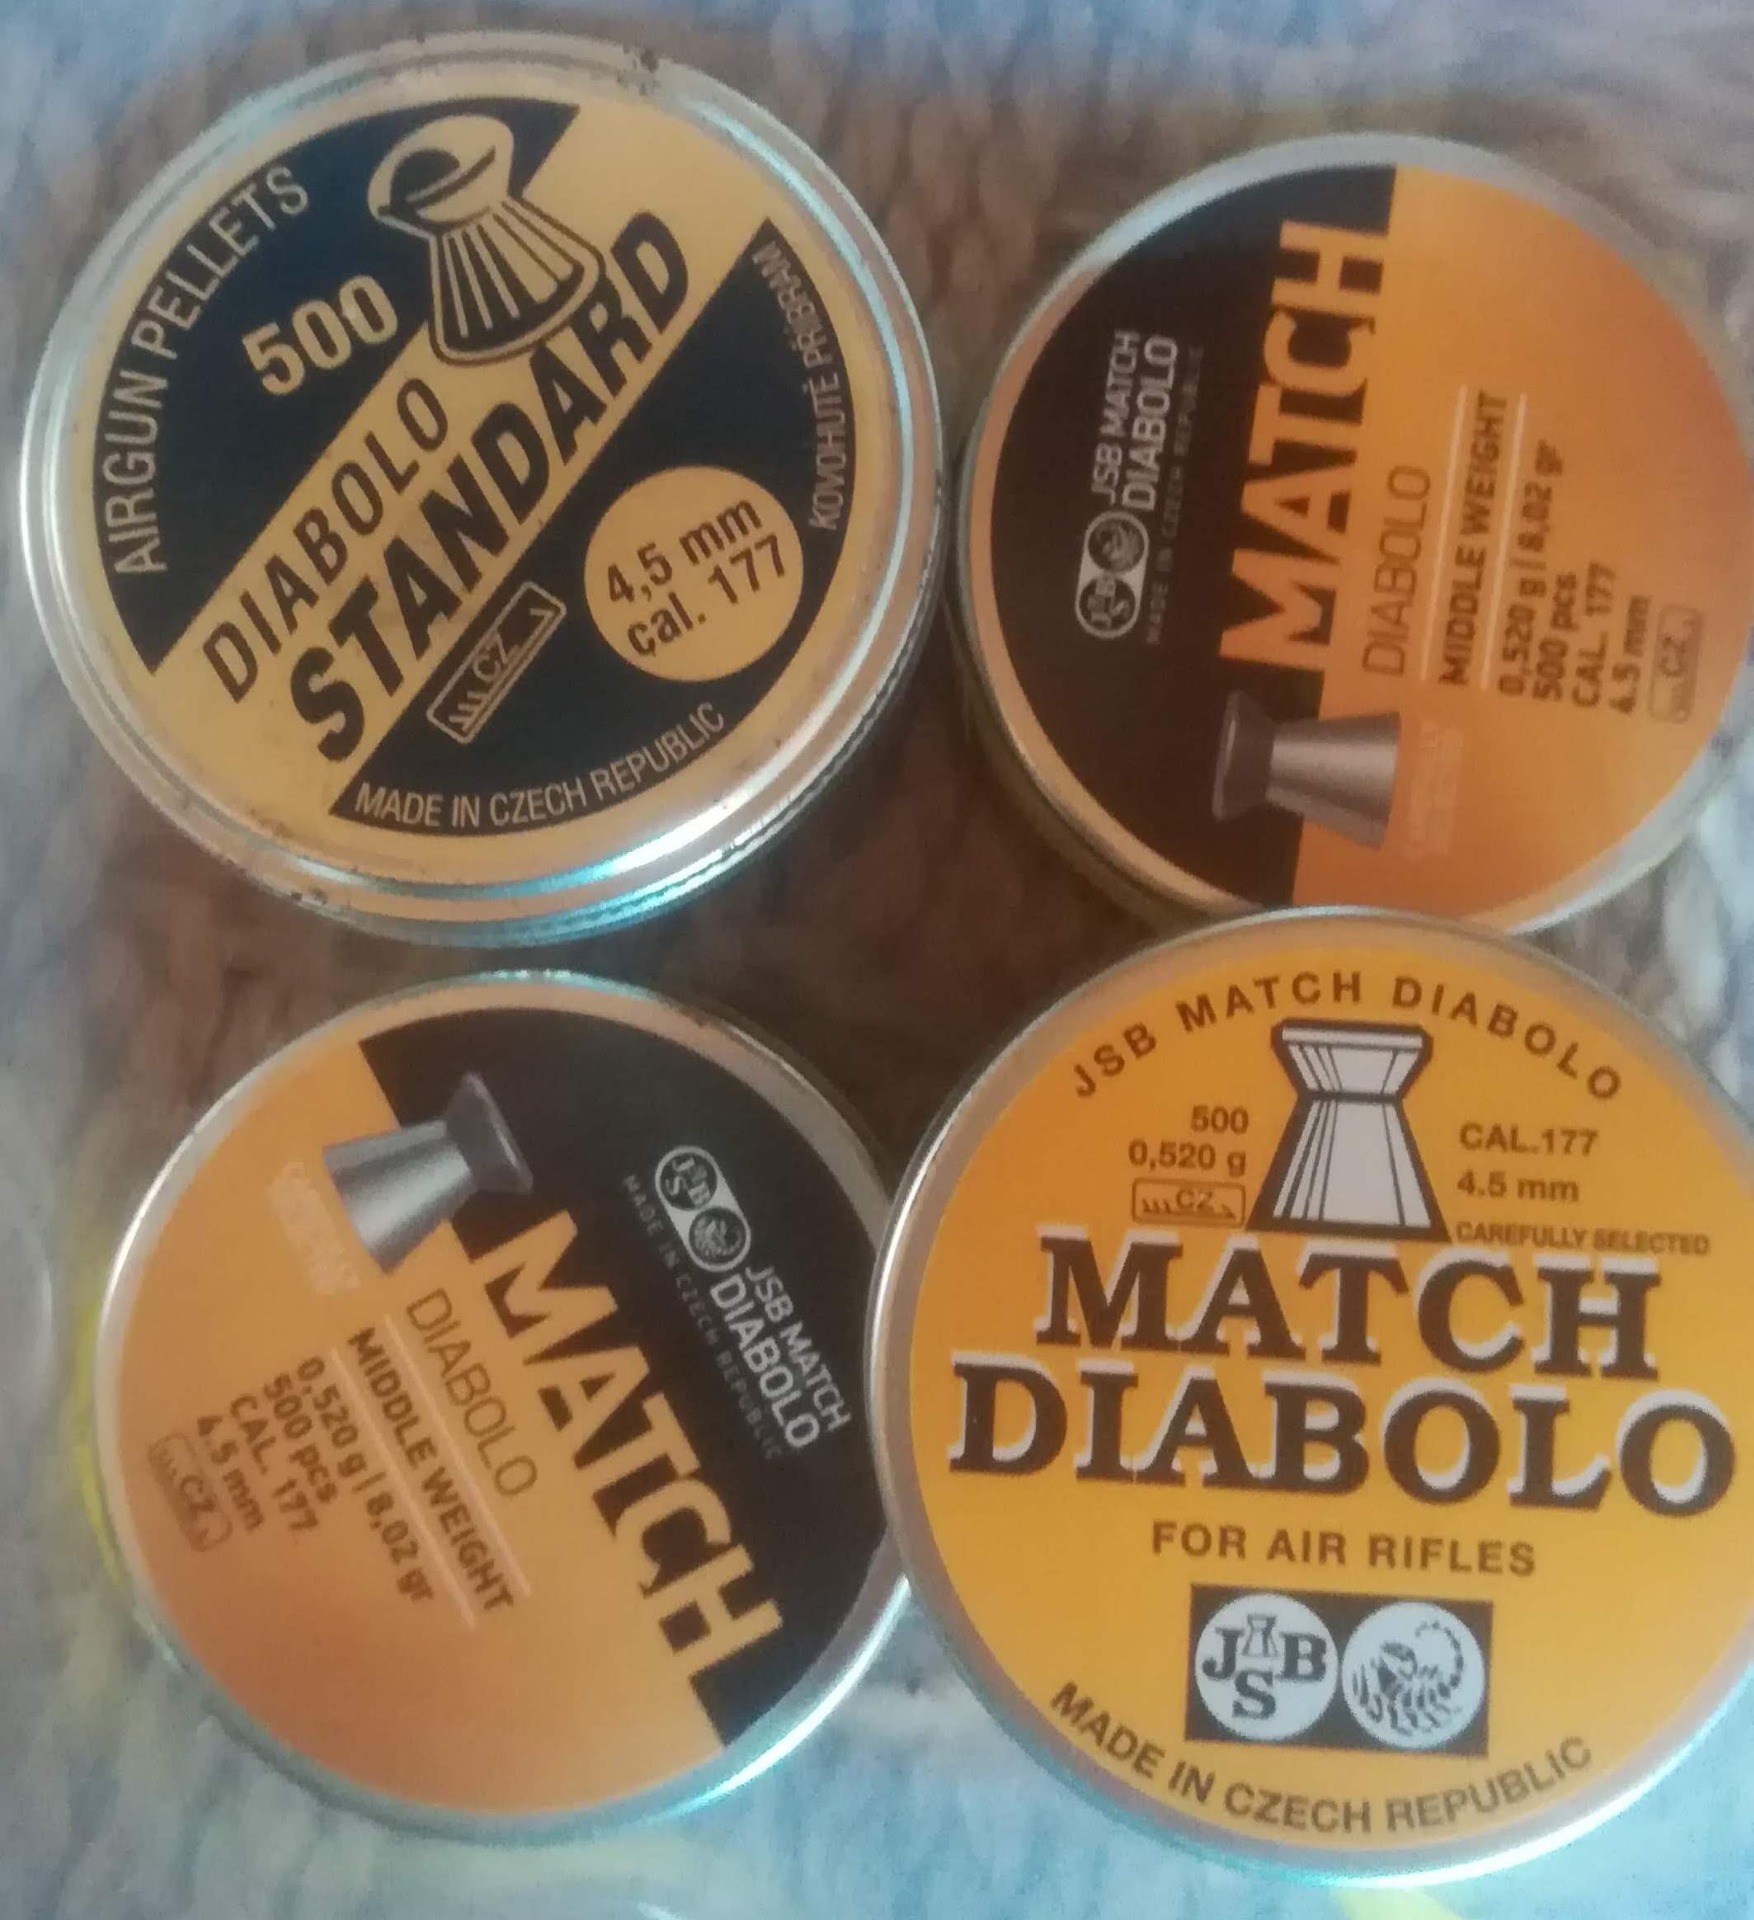 AIRGUN PELLETS
500
DIABOLO
STANDARD
4,5 mm
cal. 177
CZ
KOVOHUTĚ PŘÍBRAM
MADE IN CZECH REPUBLIC
JSB
JSB MATCH
DIABOLO
MADE IN CZECH REPUBLIC
MATCH
DIABOLO
MIDDLE WEIGHT
0,520 g | 8,02 gr
500 pcs
CAL. 177
4.5 mm
CZ
JSB
JSB MATCH
DIABOLO
MADE IN CZECH REPUBLIC
MATCH
DIABOLO
MIDDLE WEIGHT
0,520 g | 8,02 gr
500 pcs
CAL. 177
4.5 mm
CZ
JSB MATCH DIABOLO
500
0,520 g
CZ
CAL.177
4.5 mm
CAREFULLY SELECTED
MATCH
DIABOLO
FOR AIR RIFLES
JSB
MADE IN CZECH REPUBLIC